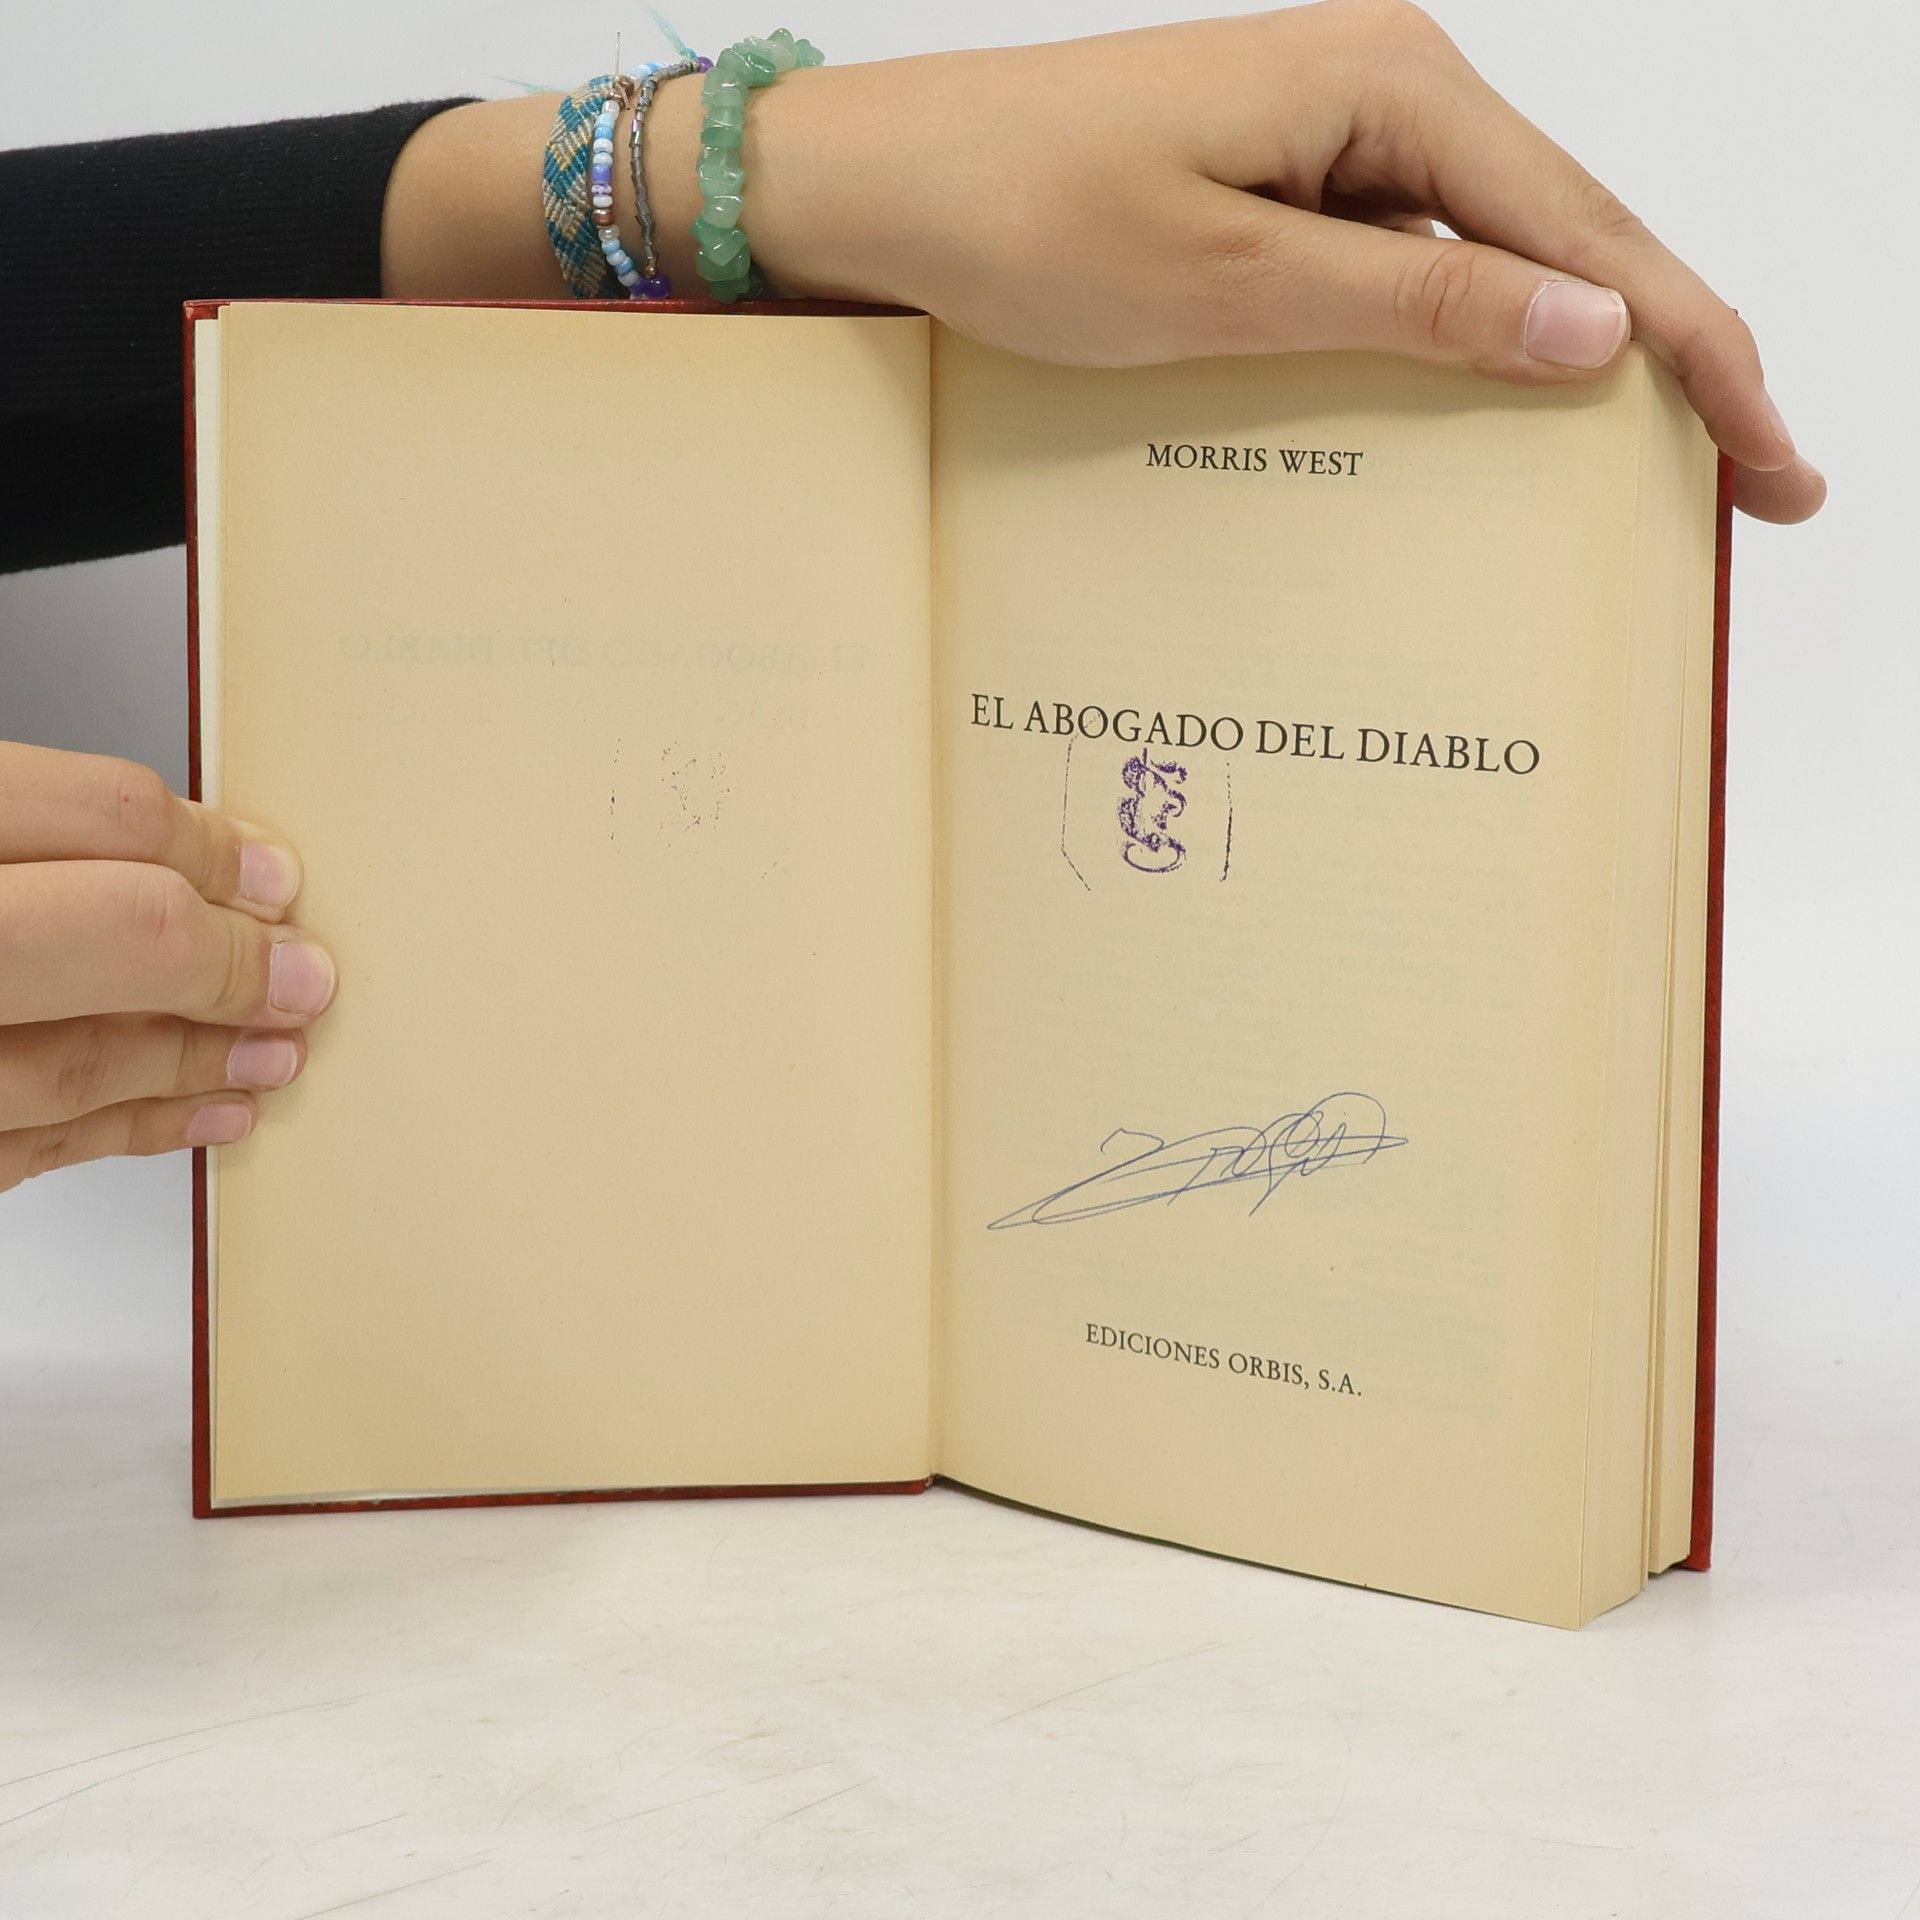 MORRIS WEST
EL ABOGADO DEL DIABLO
EDICIONES ORBIS, S.A.